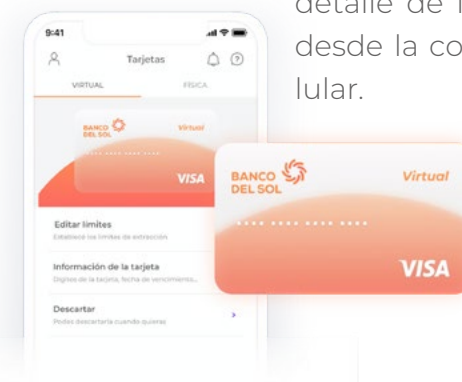 detalle de
desde la co
lular.
9:41
Tarjetas
VIRTUAL
FÍSICA
BANCO
DEL SOL
Virtual
VISA
BANCO
DEL SOL
Virtual
VISA
Editar límites
Establecé los límites de extracción
Información de la tarjeta
Dígitos de la tarjeta, fecha de vencimiento...
Descartar
Podés descartarla cuando quieras